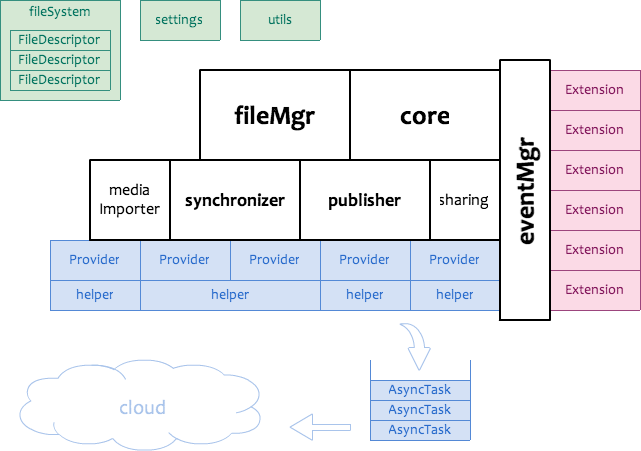 fileSystem
FileDescriptor
FileDescriptor
FileDescriptor
settings
utils
fileMgr
core
eventMgr
Extension
Extension
Extension
Extension
Extension
Extension
media
Importer
synchronizer
publisher
sharing
Provider
Provider
Provider
Provider
Provider
helper
helper
helper
helper
AsyncTask
AsyncTask
AsyncTask
cloud